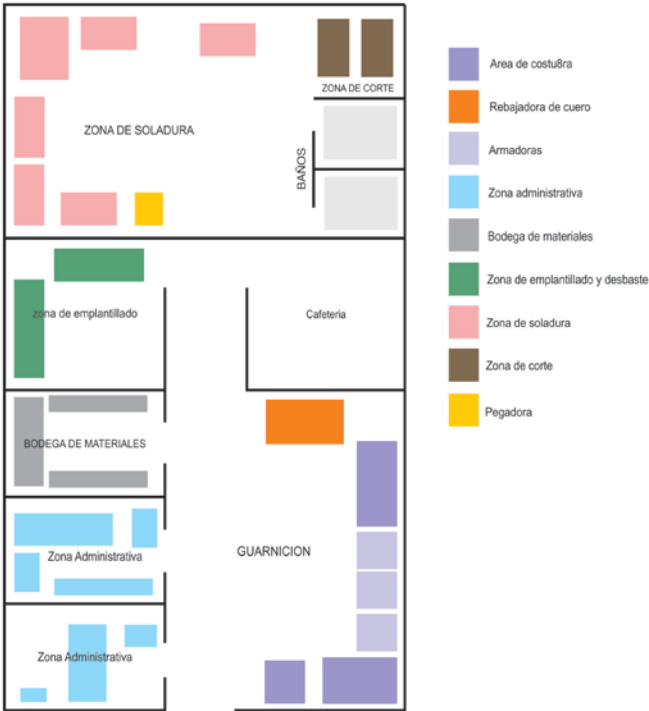 ZONA DE CORTE
ZONA DE SOLADURA
BAÑOS
zona de emplantillado
Cafeteria
BODEGA DE MATERIALES
GUARNICION
Zona Administrativa
Zona Administrativa
Area de costu8ra
Rebajadora de cuero
Armadoras
Zona administrativa
Bodega de materiales
Zona de emplantillado y desbaste
Zona de soladura
Zona de corte
Pegadora